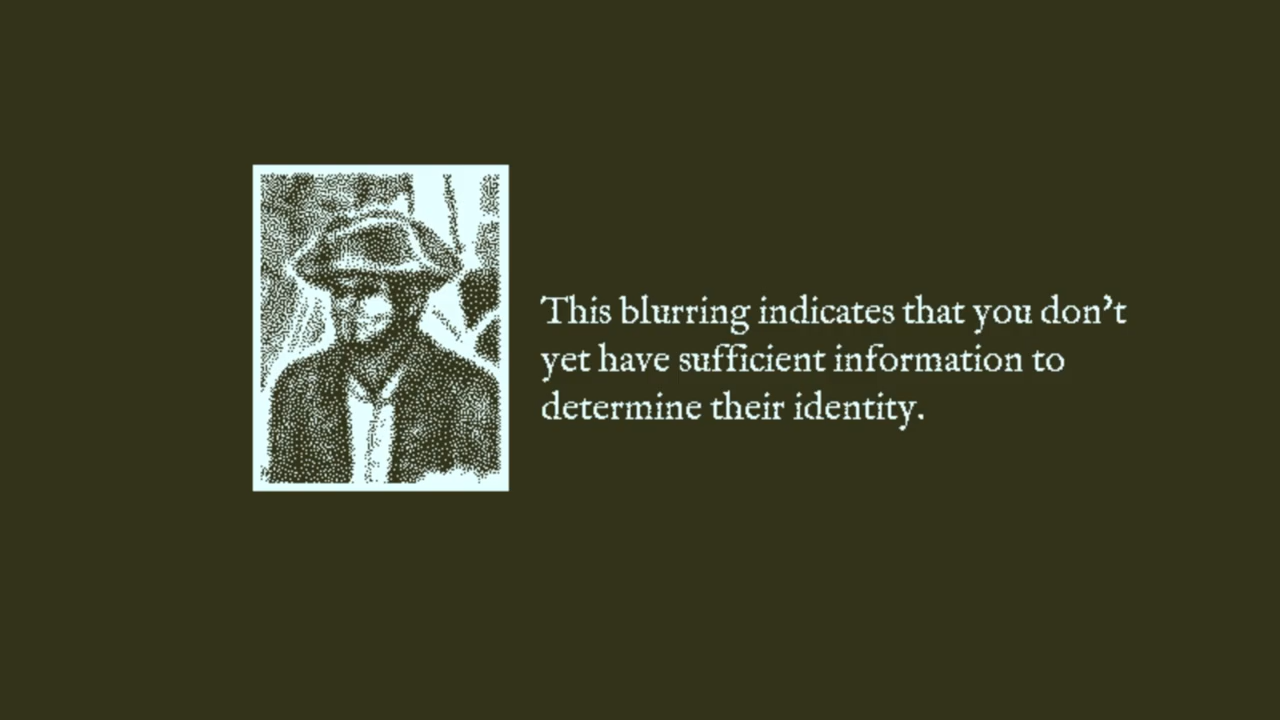 This blurring indicates that you don’t
yet have sufficient information to
determine their identity.